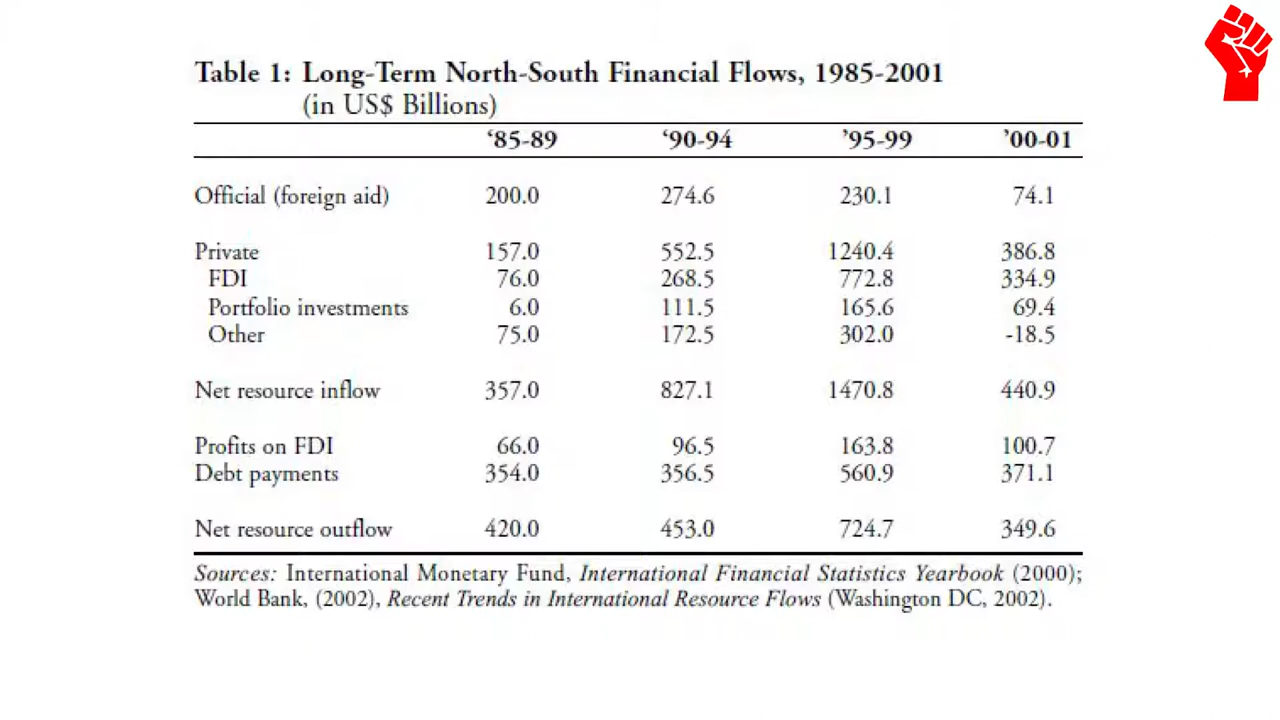 Table 1: Long-Term North-South Financial Flows, 1985-2001
(in US$ Billions)
‘85-89 ‘90-94 ’95-99 ’00-01
Official (foreign aid) 200.0 274.6 230.1 74.1
Private 157.0 552.5 1240.4 386.8
FDI 76.0 268.5 772.8 334.9
Portfolio investments 6.0 111.5 165.6 69.4
Other 75.0 172.5 302.0 -18.5
Net resource inflow 357.0 827.1 1470.8 440.9
Profits on FDI 66.0 96.5 163.8 100.7
Debt payments 354.0 356.5 560.9 371.1
Net resource outflow 420.0 453.0 724.7 349.6
Sources: International Monetary Fund, International Financial Statistics Yearbook (2000);
World Bank, (2002), Recent Trends in International Resource Flows (Washington DC, 2002).